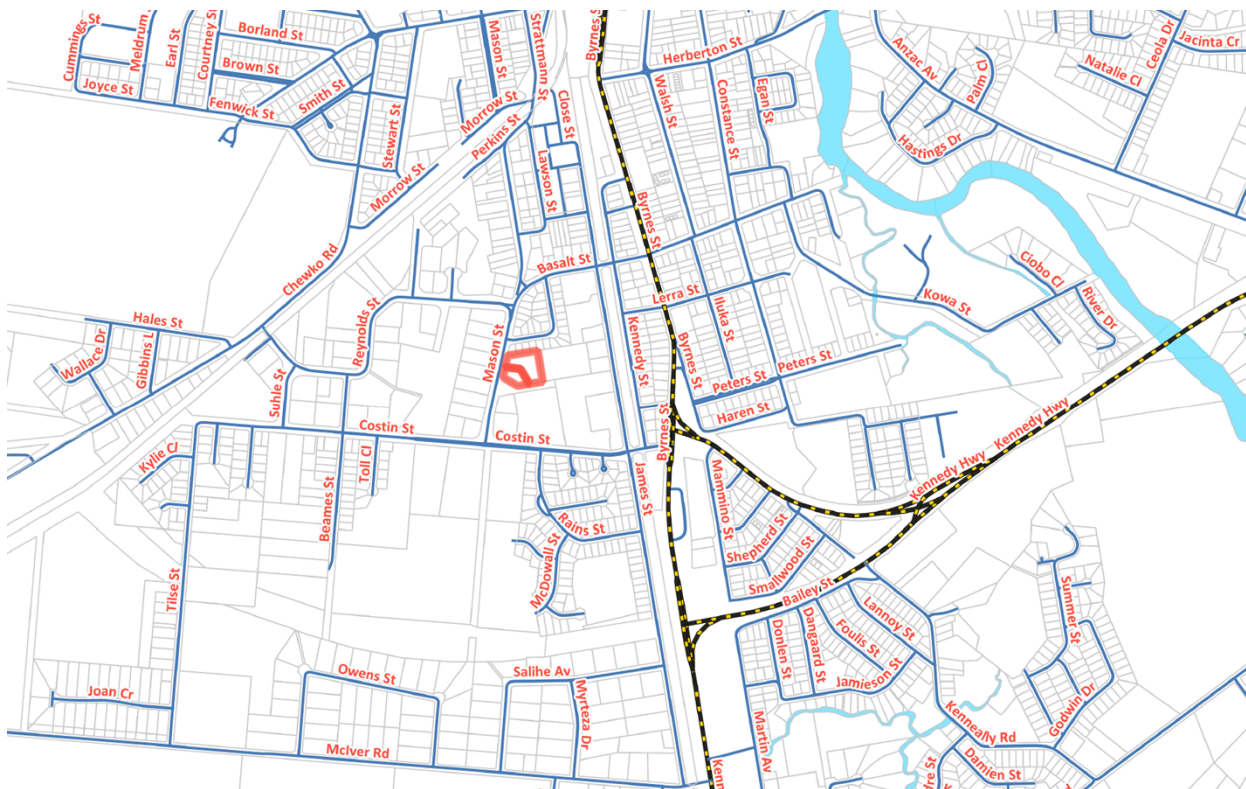 Cummings St
Meldrum
Earl St
Courtney St
Borland St
Brown St
Joyce St
Fenwick St
Smith St
Stewart St
Mason St
Strattmann St
Morrow St
Perkins St
Close St
Lawson St
Byrnes S
Herberton St
Walsh St
Constance St
Egan St
Anzac Av
Palm Cl
Hastings Dr
Natalie Cl
Ceola Dr
Jacinta Cr
Morrow St
Chewko Rd
Basalt St
Byrnes St
Lerra St
Iluka St
Kowa St
Ciobo Cl
River Dr
Hales St
Wallace Dr
Gibbins L
Reynolds St
Mason St
Kennedy St
Byrnes St
Peters St
Peters St
Haren St
Suhle St
Costin St
Costin St
Kylie Cl
Toll Cl
Beames St
James St
Byrnes St
Kennedy Hwy
Kennedy Hwy
Mammino St
Rains St
McDowall St
Shepherd St
Smallwood St
Bailey St
Tilse St
Lannoy St
Foulis St
Dangaard St
Donlen St
Jamieson St
Summer St
Godwin Dr
Joan Cr
Owens St
Salihe Av
Myrteza Dr
McIver Rd
Martin Av
Kenn
Kenneally Rd
Damien St
dre St